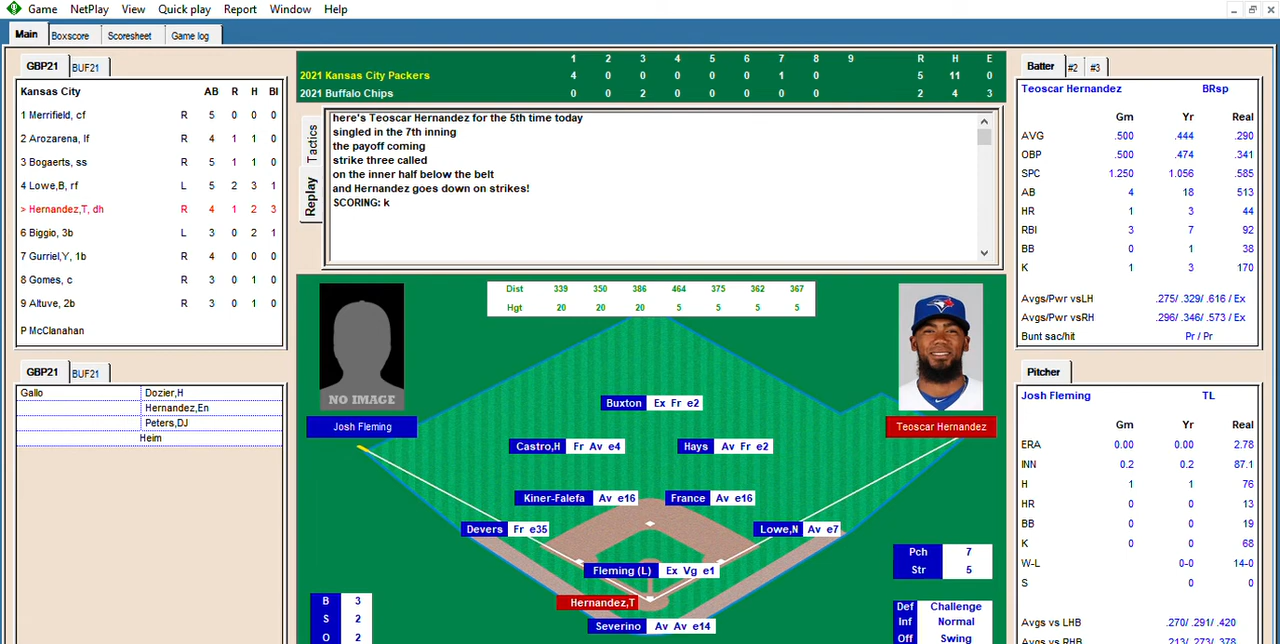 Game NetPlay View Quick play Report Window Help
Main Boxscore Scoresheet Game log
GBP21 BUF21
Kansas City AB R H BI
1 Merrifield, cf R 5 0 0 0
2 Arozarena, lf R 4 1 1 0
3 Bogaerts, ss R 5 1 1 0
4 Lowe,B, rf L 5 2 3 1
> Hernandez,T, dh R 4 1 2 3
6 Biggio, 3b L 3 0 2 1
7 Gurriel,Y, 1b R 4 0 0 0
8 Gomes, c R 3 0 1 0
9 Altuve, 2b R 3 0 1 0
P McClanahan
GBP21 BUF21
Gallo Dozier,H
Hernandez,En
Peters,DJ
Heim
1 2 3 4 5 6 7 8 9 R H E
2021 Kansas City Packers 4 0 0 0 0 0 1 0 5 11 0
2021 Buffalo Chips 0 0 2 0 0 0 0 0 2 4 3
Tactics
Replay
here's Teoscar Hernandez for the 5th time today
singled in the 7th inning
the payoff coming
strike three called
on the inner half below the belt
and Hernandez goes down on strikes!
SCORING: k
Dist 339 350 386 464 375 362 367
Hgt 20 20 20 5 5 5 5
NO IMAGE
Josh Fleming
Teoscar Hernandez
Buxton Ex Fr e2
Castro,H Fr Av e4
Hays Av Fr e2
Kiner-Falefa Av e16
France Av e16
Devers Fr e35
Lowe,N Av e7
Fleming (L) Ex Vg e1
Hernandez,T
Severino Av Av e14
B 3
S 2
O 2
Pch 7
Str 5
Def Challenge
Inf Normal
Off Swing
Batter #2 #3
Teoscar Hernandez BRsp
Gm Yr Real
AVG .500 .444 .290
OBP .500 .474 .341
SPC 1.250 1.056 .585
AB 4 18 513
HR 1 3 44
RBI 3 7 92
BB 0 1 38
K 1 3 170
Avgs/Pwr vsLH .275/ .329/ .616 / Ex
Avgs/Pwr vsRH .296/ .346/ .573 / Ex
Bunt sac/hit Pr / Pr
Pitcher
Josh Fleming TL
Gm Yr Real
ERA 0.00 0.00 2.78
INN 0.2 0.2 87.1
H 1 1 76
HR 0 0 13
BB 0 0 19
K 0 0 68
W-L 0-0 14-0
S 0 0
Avgs vs LHB .270/ .291/ .420
Avgs vs RHB .213/ .273/ .378